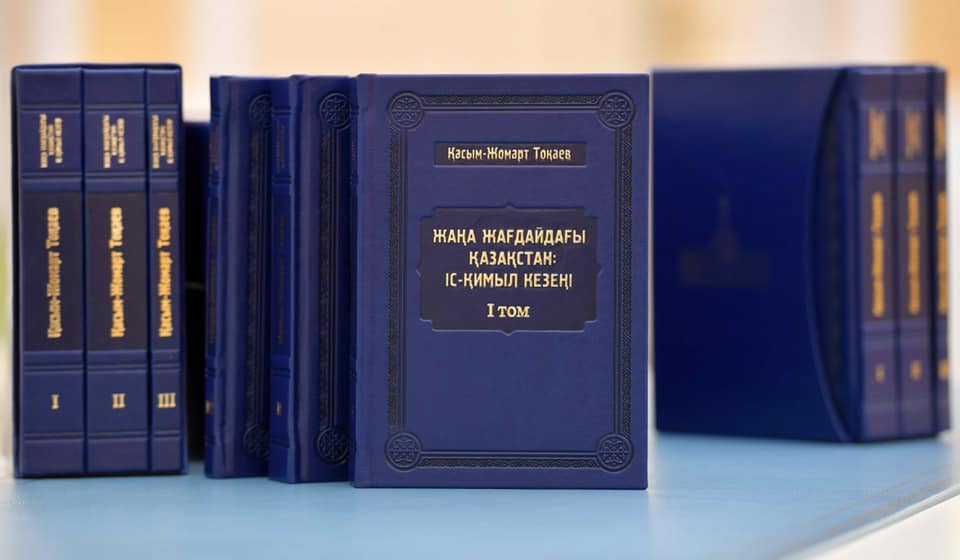 Қасым-Жомарт Тоқаев
I
Қасым-Жомарт Тоқаев
II
Қасым-Жомарт Тоқаев
III
Қасым-Жомарт Тоқаев
ЖАҢА ЖАҒДАЙДАҒЫ
ҚАЗАҚСТАН:
ІС-ҚИМЫЛ КЕЗЕҢІ
I том